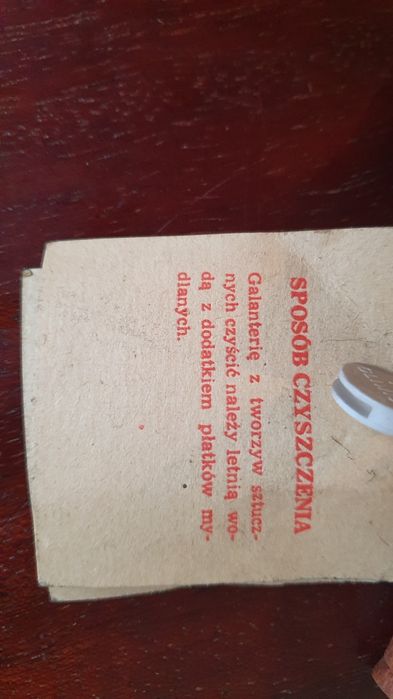 SPOSÓB CZYSZCZENIA
Galanterię z tworzyw sztucz-
nych czyścić należy letnią wo-
dą z dodatkiem płatków my-
dlanych.